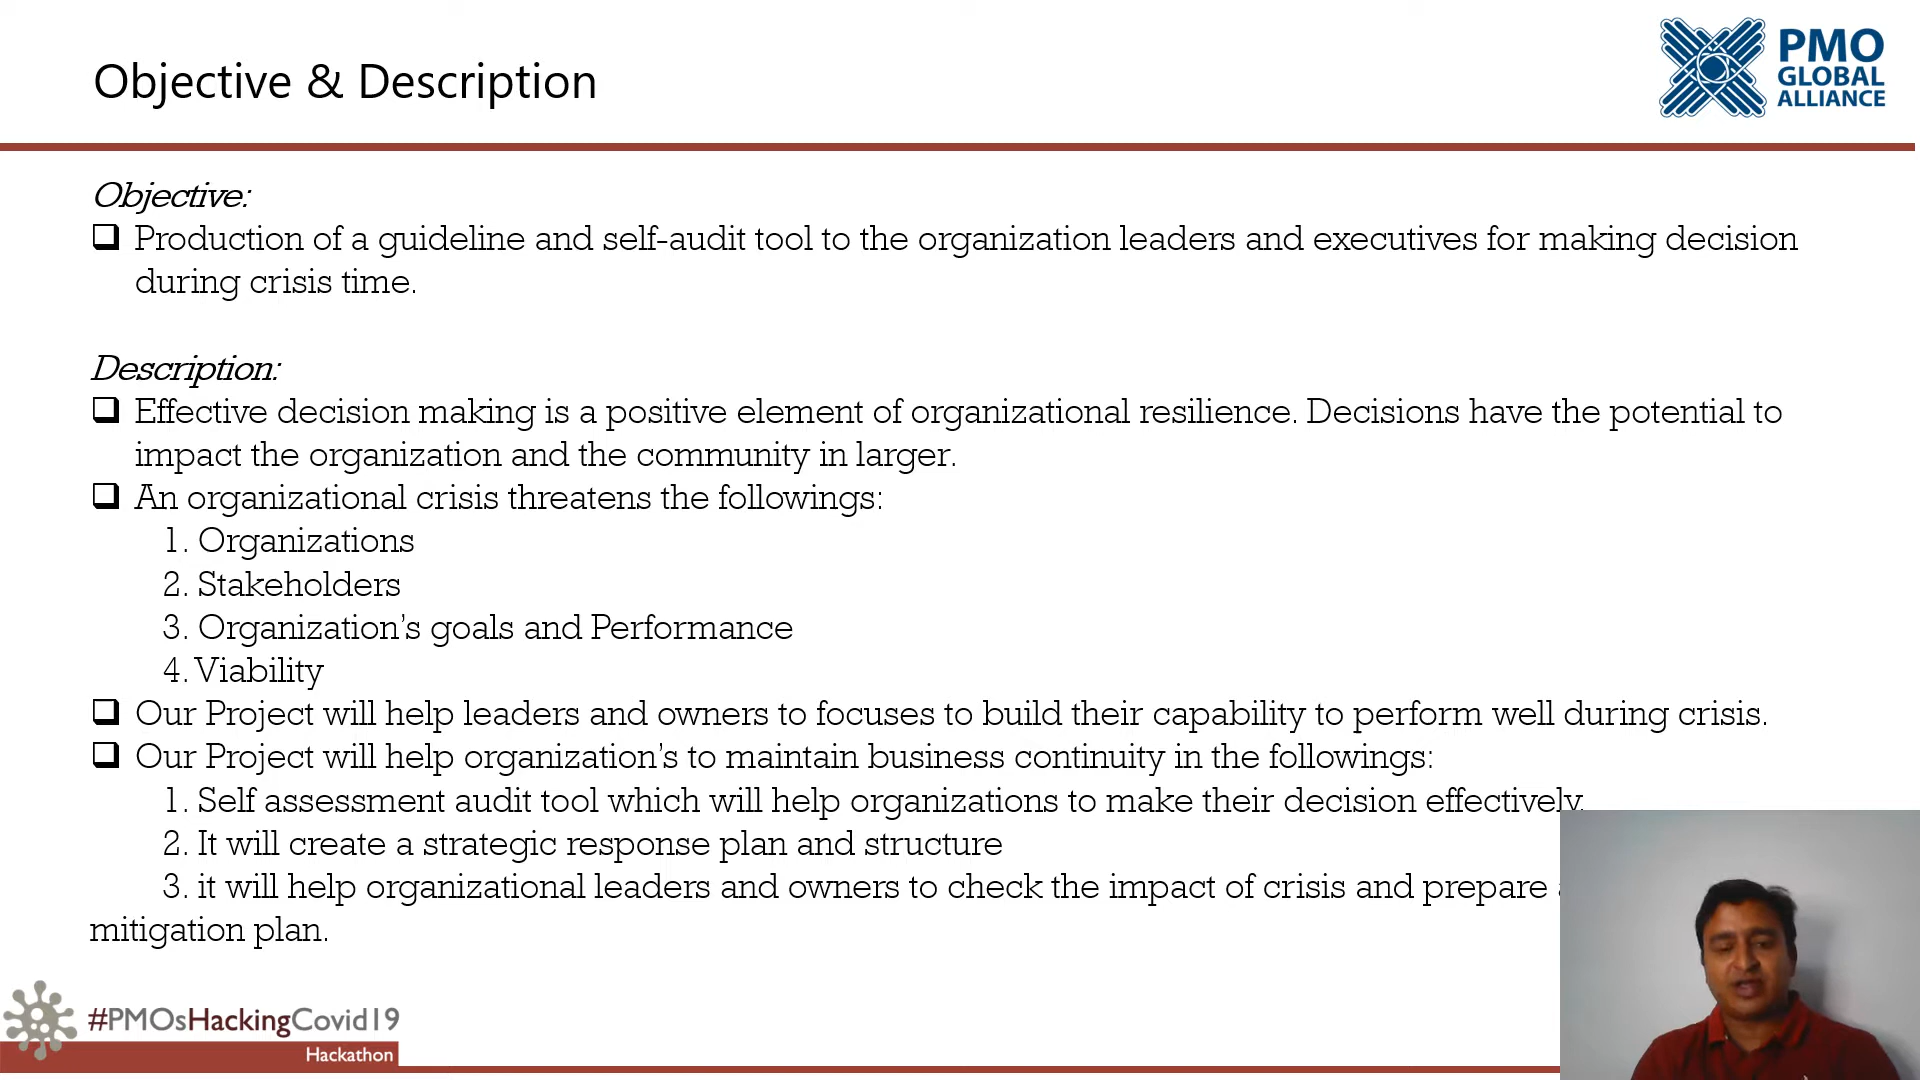 Objective & Description
PMO
GLOBAL
ALLIANCE
Objective:
Production of a guideline and self-audit tool to the organization leaders and executives for making decision
during crisis time.
Description:
Effective decision making is a positive element of organizational resilience. Decisions have the potential to
impact the organization and the community in larger.
An organizational crisis threatens the followings:
1. Organizations
2. Stakeholders
3. Organization’s goals and Performance
4. Viability
Our Project will help leaders and owners to focuses to build their capability to perform well during crisis.
Our Project will help organization’s to maintain business continuity in the followings:
1. Self assessment audit tool which will help organizations to make their decision effectively.
2. It will create a strategic response plan and structure
3. it will help organizational leaders and owners to check the impact of crisis and prepare
mitigation plan.
#PMOsHackingCovid19
Hackathon